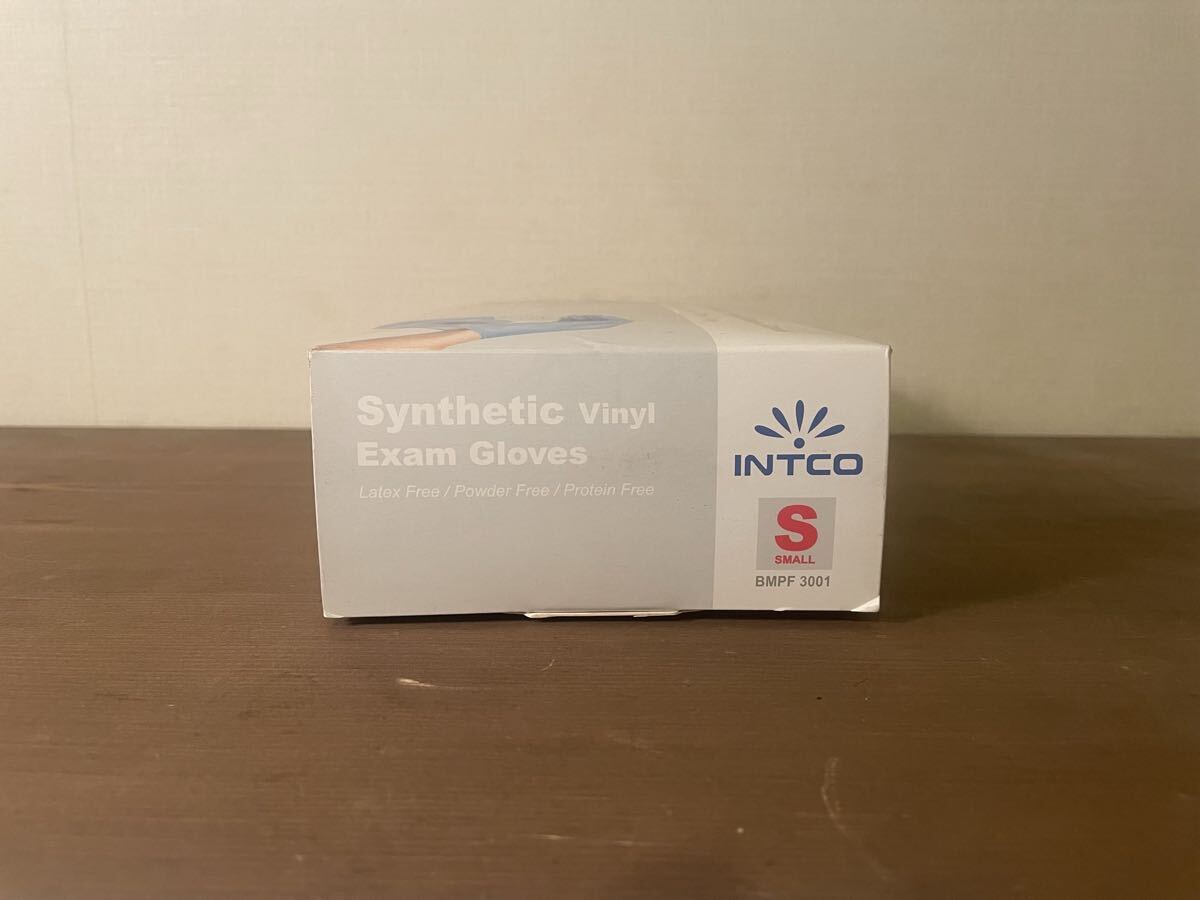 Synthetic Vinyl
Exam Gloves
Latex Free / Powder Free / Protein Free
INTCO
S
SMALL
BMPF 3001